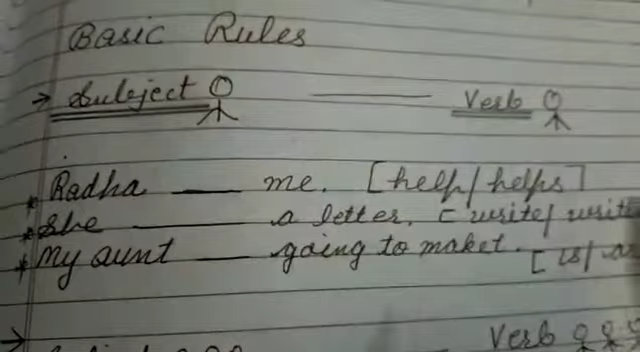 Basic Rules
→ Subject —— Verb
* Radha ___ me. [help/helps]
* She ___ a letter. [write/
* My aunt ___ going to maket. [is/
→ Verb